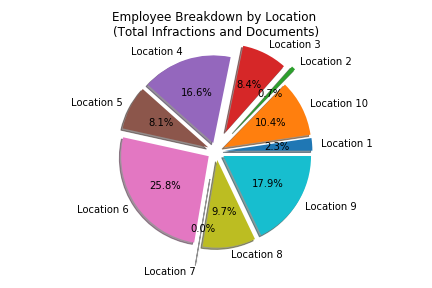 Employee Breakdown by Location
(Total Infractions and Documents)
Location 3
Location 4
Location 2
8.4%
0.7%
16.6%
Location 5
Location 10
8.1%
10.4%
Location 1
2.3%
25.8%
17.9%
Location 6
Location 9
9.7%
0.0%
Location 8
Location 7